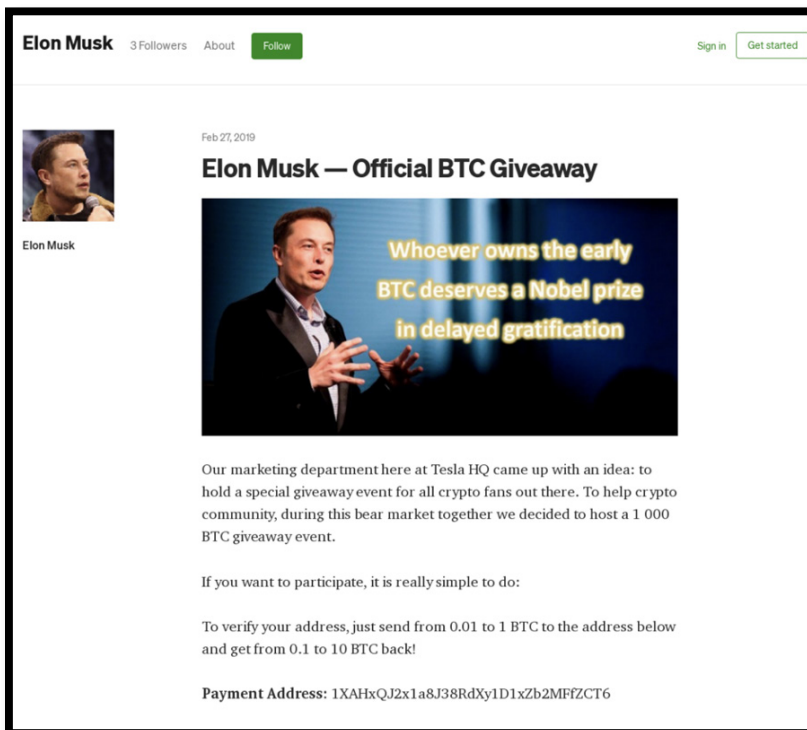 Elon Musk 3 Followers About Follow Sign in Get started
Feb 27, 2019
Elon Musk — Official BTC Giveaway
Whoever owns the early
BTC deserves a Nobel prize
in delayed gratification
Elon Musk
Our marketing department here at Tesla HQ came up with an idea: to
hold a special giveaway event for all crypto fans out there. To help crypto
community, during this bear market together we decided to host a 1 000
BTC giveaway event.
If you want to participate, it is really simple to do:
To verify your address, just send from 0.01 to 1 BTC to the address below
and get from 0.1 to 10 BTC back!
Payment Address: 1XAHxQJ2x1a8J38RdXy1D1xZb2MFfZCT6